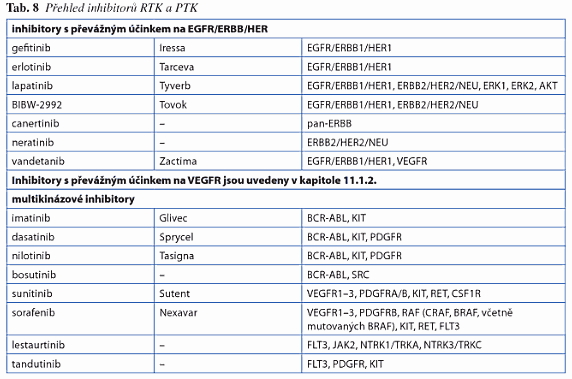 Tab. 8 Přehled inhibitorů RTK a PTK
inhibitory s převážným účinkem na EGFR/ERBB/HER
gefitinib Iressa EGFR/ERBB1/HER1
erlotinib Tarceva EGFR/ERBB1/HER1
lapatinib Tyverb EGFR/ERBB1/HER1, ERBB2/HER2/NEU, ERK1, ERK2, AKT
BIBW-2992 Tovok EGFR/ERBB1/HER1, ERBB2/HER2/NEU
canertinib – pan-ERBB
neratinib – ERBB2/HER2/NEU
vandetanib Zactima EGFR/ERBB1/HER1, VEGFR
Inhibitory s převážným účinkem na VEGFR jsou uvedeny v kapitole 11.1.2.
multikinázové inhibitory
imatinib Glivec BCR-ABL, KIT
dasatinib Sprycel BCR-ABL, KIT, PDGFR
nilotinib Tasigna BCR-ABL, KIT, PDGFR
bosutinib – BCR-ABL, SRC
sunitinib Sutent VEGFR1–3, PDGFRA/B, KIT, RET, CSF1R
sorafenib Nexavar VEGFR1–3, PDGFRB, RAF (CRAF, BRAF, včetně
mutovaných BRAF), KIT, RET, FLT3
lestaurtinib – FLT3, JAK2, NTRK1/TRKA, NTRK3/TRKC
tandutinib – FLT3, PDGFR, KIT